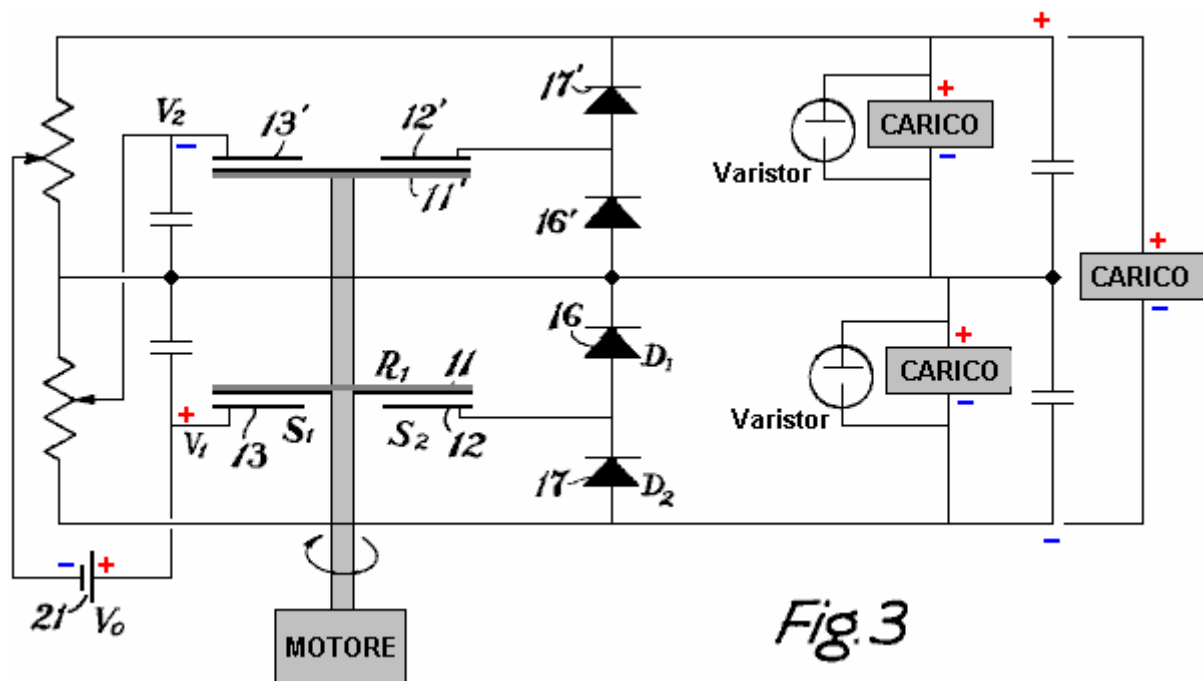 +
17'
V₂
13'
12'
+
CARICO
−
−
Varistor
11'
16'
+
CARICO
−
16
D₁
+
R₁
11
CARICO
−
+
V₁
13
S₁
S₂
12
Varistor
17
D₂
−
− +
21
V₀
MOTORE
Fig. 3